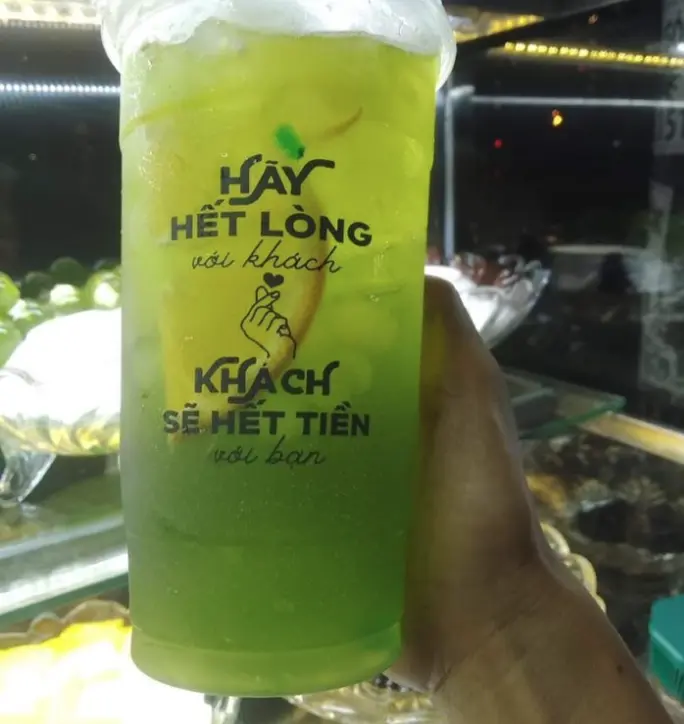 HÃY
HẾT LÒNG
với khách
KHÁCH
SẼ HẾT TIỀN
với bạn